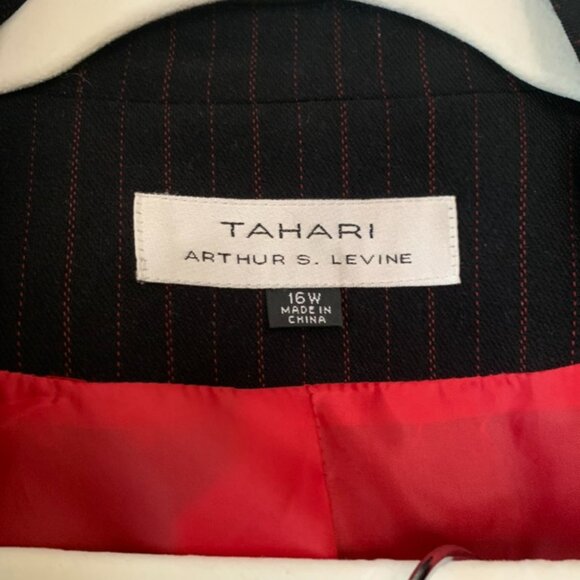 TAHARI
ARTHUR S. LEVINE
16W
MADE IN
CHINA